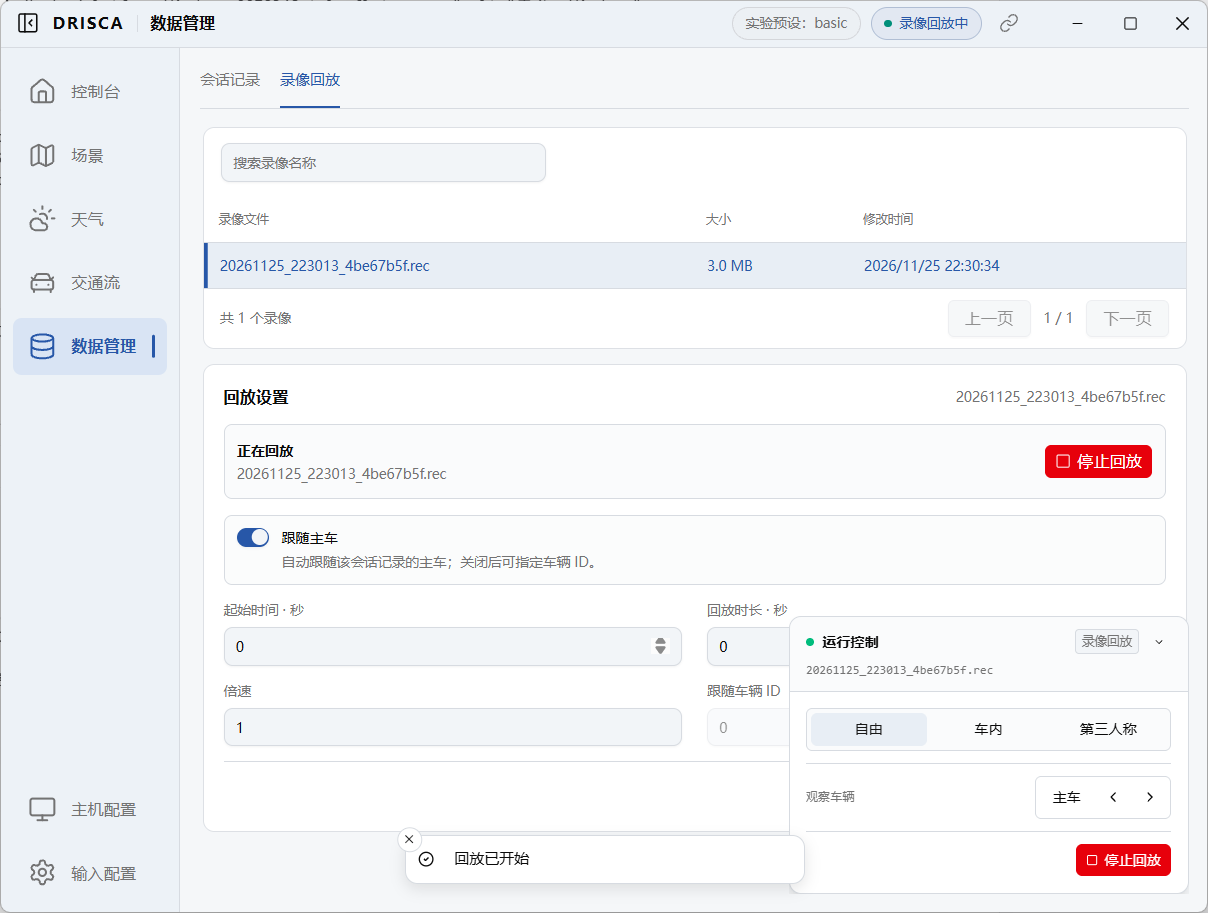 DRISCA 数据管理 实验预设：basic 录像回放中
控制台
场景
天气
交通流
数据管理
主机配置
输入配置
会话记录 录像回放
搜索录像名称
录像文件 大小 修改时间
20261125_223013_4be67b5f.rec 3.0 MB 2026/11/25 22:30:34
共 1 个录像 上一页 1 / 1 下一页
回放设置 20261125_223013_4be67b5f.rec
正在回放
20261125_223013_4be67b5f.rec
停止回放
跟随主车
自动跟随该会话记录的主车；关闭后可指定车辆 ID。
起始时间 · 秒 回放时长 · 秒
0 0
倍速 跟随车辆 ID
1 0
运行控制 录像回放
20261125_223013_4be67b5f.rec
自由 车内 第三人称
观察车辆 主车
停止回放
回放已开始